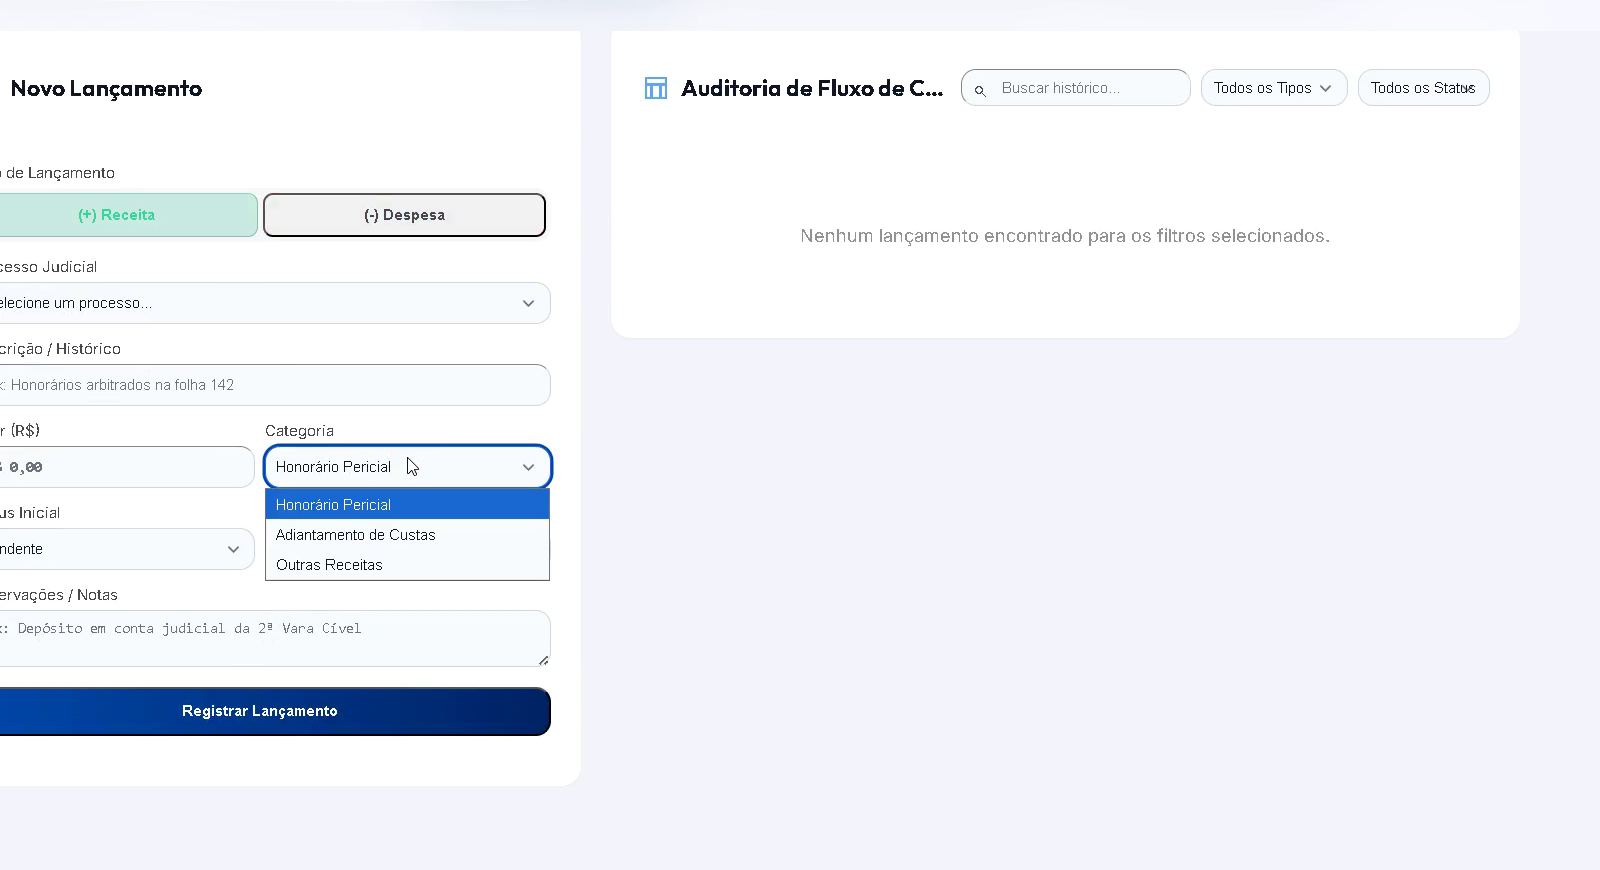 Novo Lançamento
de Lançamento
(+) Receita
(-) Despesa
cesso Judicial
elecione um processo...
crição / Histórico
: Honorários arbitrados na folha 142
r (R$)
Categoria
0,00
Honorário Pericial
Honorário Pericial
Adiantamento de Custas
Outras Receitas
us Inicial
ndente
ervações / Notas
: Depósito em conta judicial da 2ª Vara Cível
Registrar Lançamento
Auditoria de Fluxo de C...
Buscar histórico...
Todos os Tipos
Todos os Status
Nenhum lançamento encontrado para os filtros selecionados.